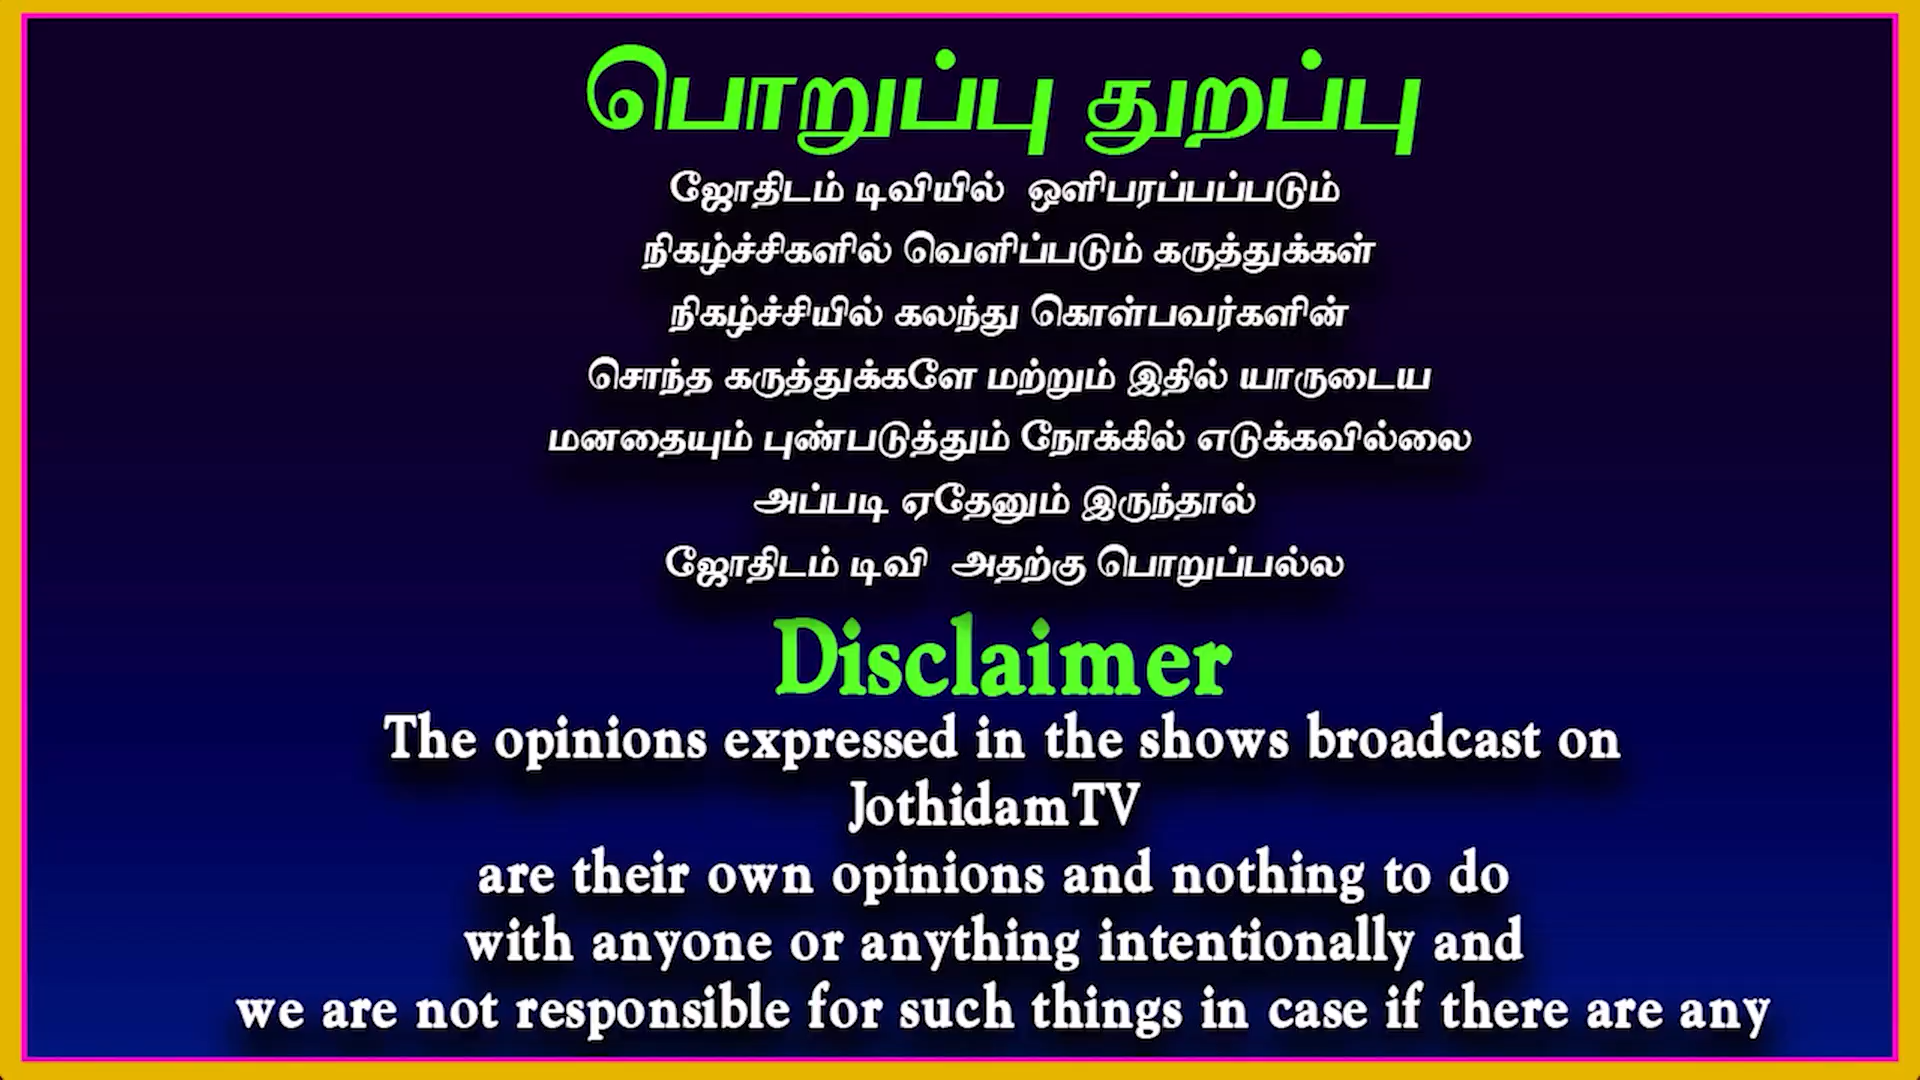 பொறுப்பு துறப்பு
ஜோதிடம் டிவியில் ஒளிபரப்பப்படும்
நிகழ்ச்சிகளில் வெளிப்படும் கருத்துக்கள்
நிகழ்ச்சியில் கலந்து கொள்பவர்களின்
சொந்த கருத்துக்களே மற்றும் இதில் யாருடைய
மனதையும் புண்படுத்தும் நோக்கில் எடுக்கவில்லை
அப்படி ஏதேனும் இருந்தால்
ஜோதிடம் டிவி அதற்கு பொறுப்பல்ல
Disclaimer
The opinions expressed in the shows broadcast on
JothidamTV
are their own opinions and nothing to do
with anyone or anything intentionally and
we are not responsible for such things in case if there are any